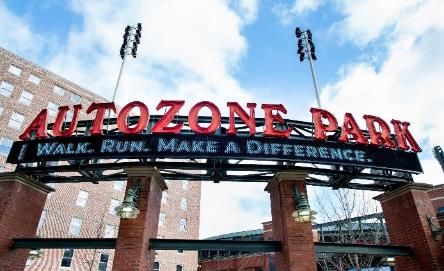 AUTOZONE PARK
I WALK. RUN. MAKE A DIFFERENCE.